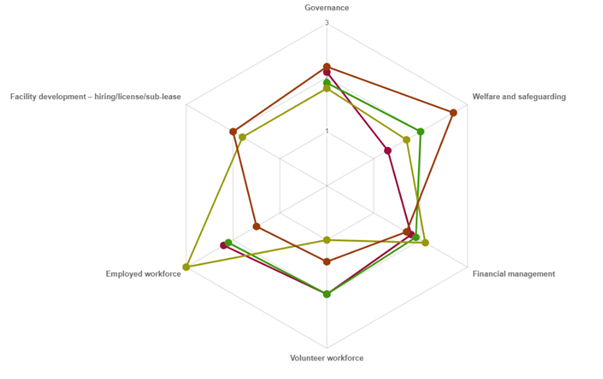 Governance
3
Facility development – hiring/license/sub-lease
Welfare and safeguarding
1
Employed workforce
Financial management
Volunteer workforce